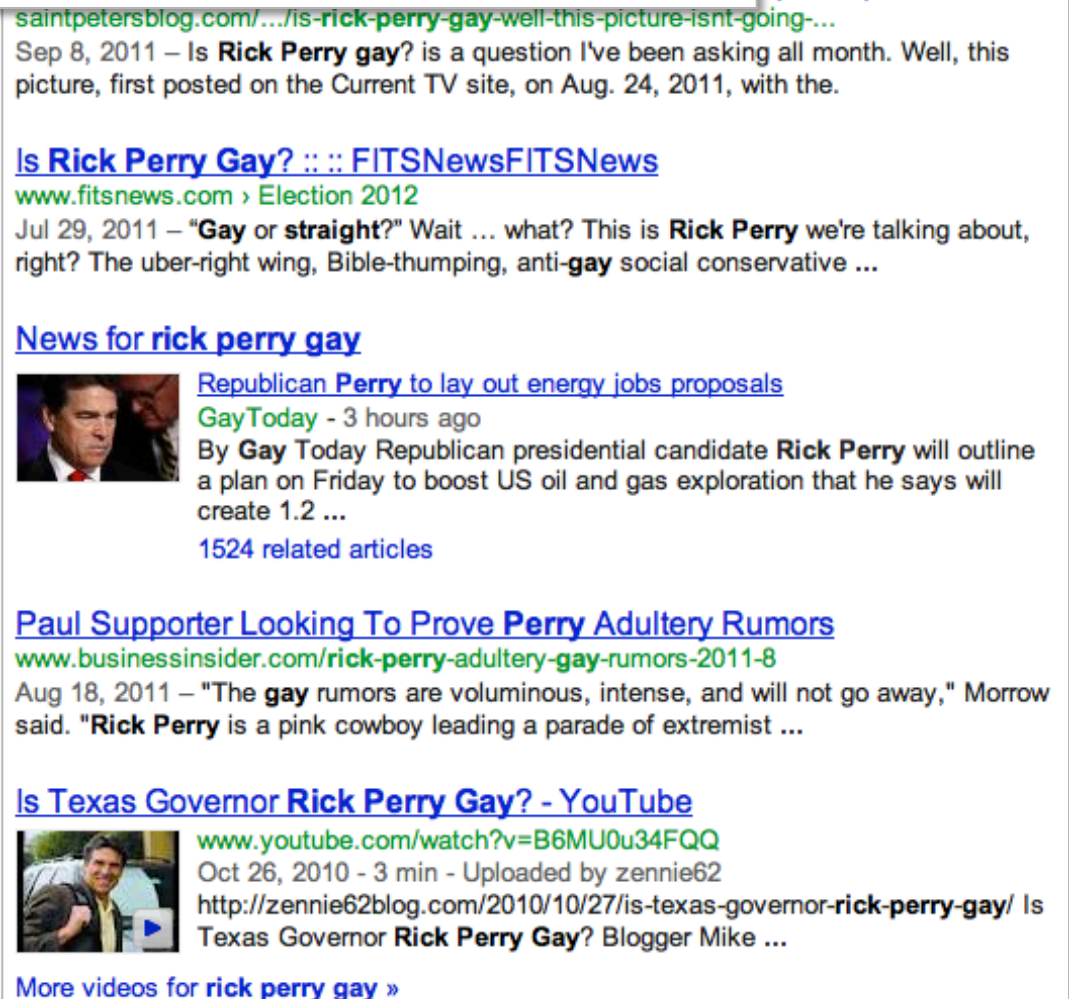 saintpetersblog.com/.../is-rick-perry-gay-well-this-picture-isnt-going-...
Sep 8, 2011 – Is Rick Perry gay? is a question I've been asking all month. Well, this
picture, first posted on the Current TV site, on Aug. 24, 2011, with the.
Is Rick Perry Gay? :: :: FITSNewsFITSNews
www.fitsnews.com › Election 2012
Jul 29, 2011 – “Gay or straight?” Wait ... what? This is Rick Perry we're talking about,
right? The uber-right wing, Bible-thumping, anti-gay social conservative ...
News for rick perry gay
Republican Perry to lay out energy jobs proposals
GayToday - 3 hours ago
By Gay Today Republican presidential candidate Rick Perry will outline
a plan on Friday to boost US oil and gas exploration that he says will
create 1.2 ...
1524 related articles
Paul Supporter Looking To Prove Perry Adultery Rumors
www.businessinsider.com/rick-perry-adultery-gay-rumors-2011-8
Aug 18, 2011 – "The gay rumors are voluminous, intense, and will not go away," Morrow
said. "Rick Perry is a pink cowboy leading a parade of extremist ...
Is Texas Governor Rick Perry Gay? - YouTube
www.youtube.com/watch?v=B6MU0u34FQQ
Oct 26, 2010 - 3 min - Uploaded by zennie62
http://zennie62blog.com/2010/10/27/is-texas-governor-rick-perry-gay/ Is
Texas Governor Rick Perry Gay? Blogger Mike ...
More videos for rick perry gay »